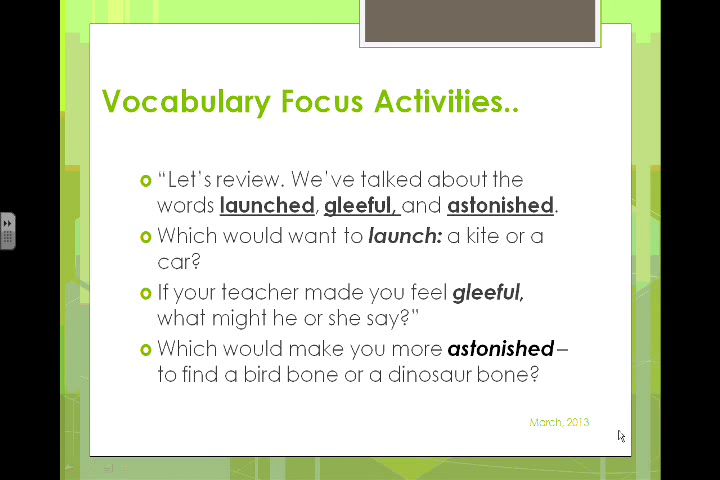 Vocabulary Focus Activities..
“Let’s review. We’ve talked about the
words launched, gleeful, and astonished.
Which would want to launch: a kite or a
car?
If your teacher made you feel gleeful,
what might he or she say?”
Which would make you more astonished –
to find a bird bone or a dinosaur bone?
March, 2013